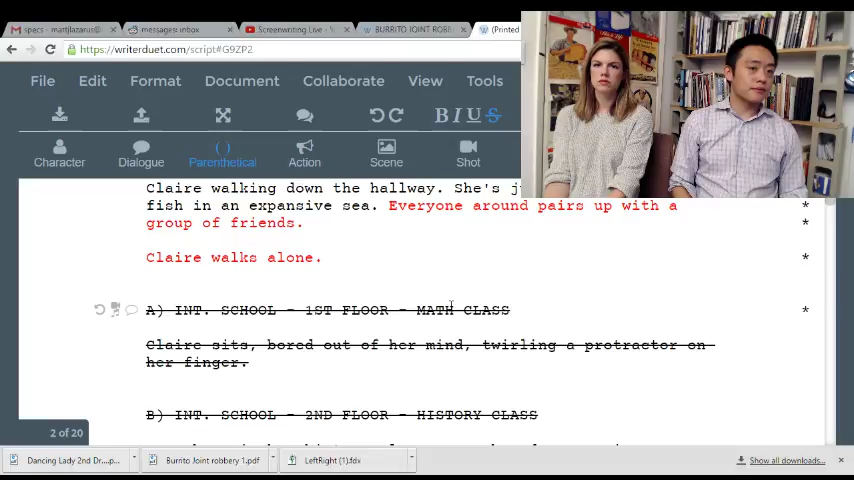 specs - mattjlazarus@
messages: inbox
Screenwriting Live -
BURRITO JOINT ROBB
(Printed
https://writerduet.com/script#G9ZP2
File Edit Format Document Collaborate View Tools
B I U S
Character Dialogue Parenthetical Action Scene Shot
Claire walking down the hallway. She's
fish in an expansive sea. Everyone around pairs up with a *
group of friends. *
Claire walks alone.
A) INT. SCHOOL - 1ST FLOOR - MATH CLASS *
Claire sits, bored out of her mind, twirling a protractor on
her finger.
B) INT. SCHOOL - 2ND FLOOR - HISTORY CLASS
2 of 20
Dancing Lady 2nd Dr....p...
Burrito Joint robbery 1.pdf
LeftRight (1).fdx
Show all downloads...